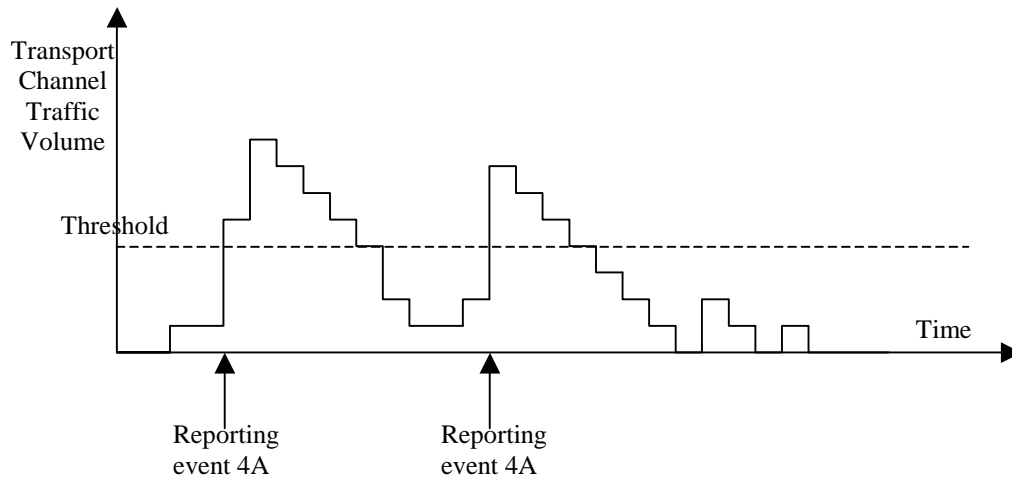 Transport
Channel
Traffic
Volume
Threshold
Time
Reporting
event 4A
Reporting
event 4A